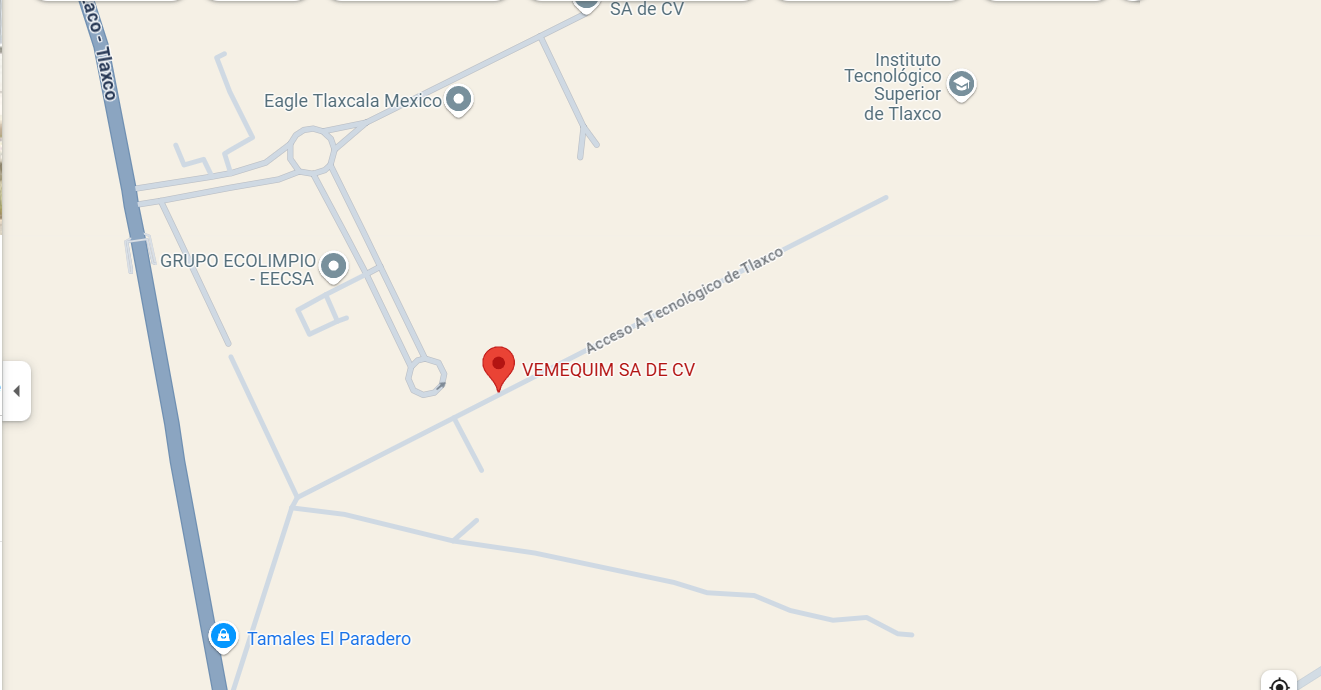 SA de CV
aco - Tlaxco
Instituto
Tecnológico
Superior
de Tlaxco
Eagle Tlaxcala Mexico
GRUPO ECOLIMPIO
- EECSA
Acceso A Tecnológico de Tlaxco
VEMEQUIM SA DE CV
Tamales El Paradero